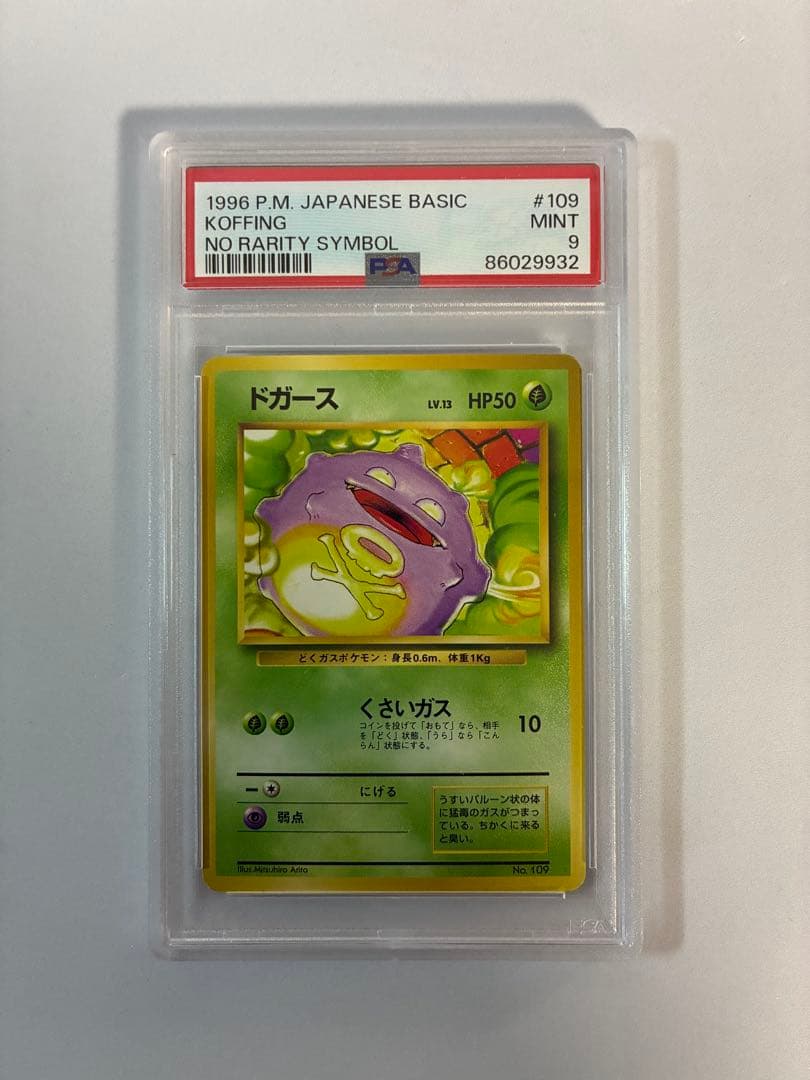 1996 P.M. JAPANESE BASIC #109
KOFFING MINT
NO RARITY SYMBOL 9
PSA 86029932
ドガース LV.13 HP50
どくガスポケモン：身長0.6m、体重1Kg
くさいガス 10
コインを投げて「おもて」なら、相手
を「どく」状態、「うら」なら「こん
らん」状態にする。
にげる
弱点
うすいバルーン状の体
に猛毒のガスがつまっ
ている。ちかくに来る
と臭い。
Illus.Mitsuhiro Arita No. 109
PSA